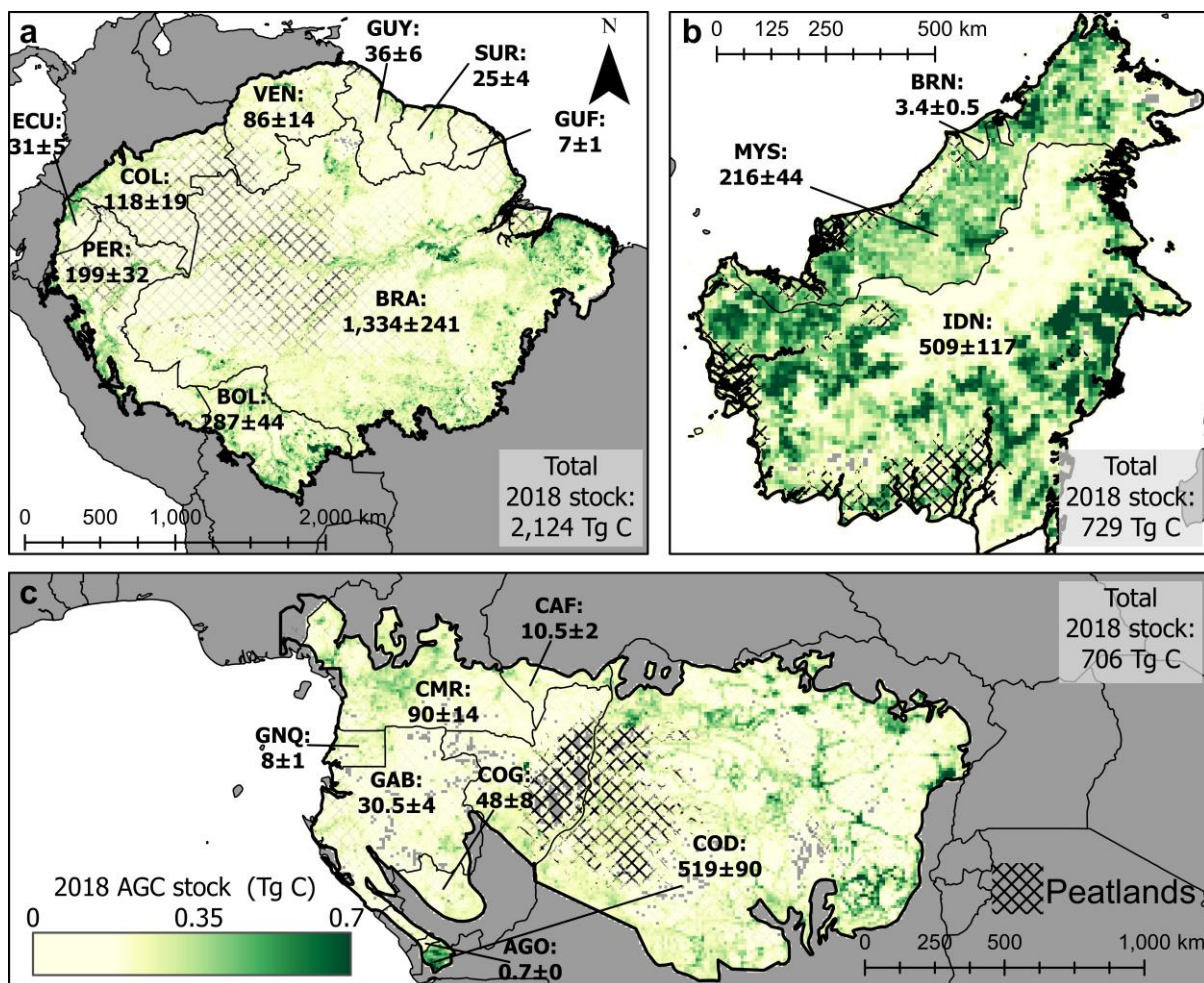 a
GUY:
36±6
SUR:
25±4
N
VEN:
86±14
GUF:
7±1
ECU:
31±5
COL:
118±19
PER:
199±32
BRA:
1,334±241
BOL:
287±44
Total
2018 stock:
2,124 Tg C
0 500 1,000 2,000 km
b
0 125 250 500 km
BRN:
3.4±0.5
MYS:
216±44
IDN:
509±117
Total
2018 stock:
729 Tg C
c
CAF:
10.5±2
Total
2018 stock:
706 Tg C
CMR:
90±14
GNQ:
8±1
GAB:
30.5±4
COG:
48±8
COD:
519±90
AGO:
0.7±0
2018 AGC stock (Tg C)
0 0.35 0.7
Peatlands
0 250 500 1,000 km